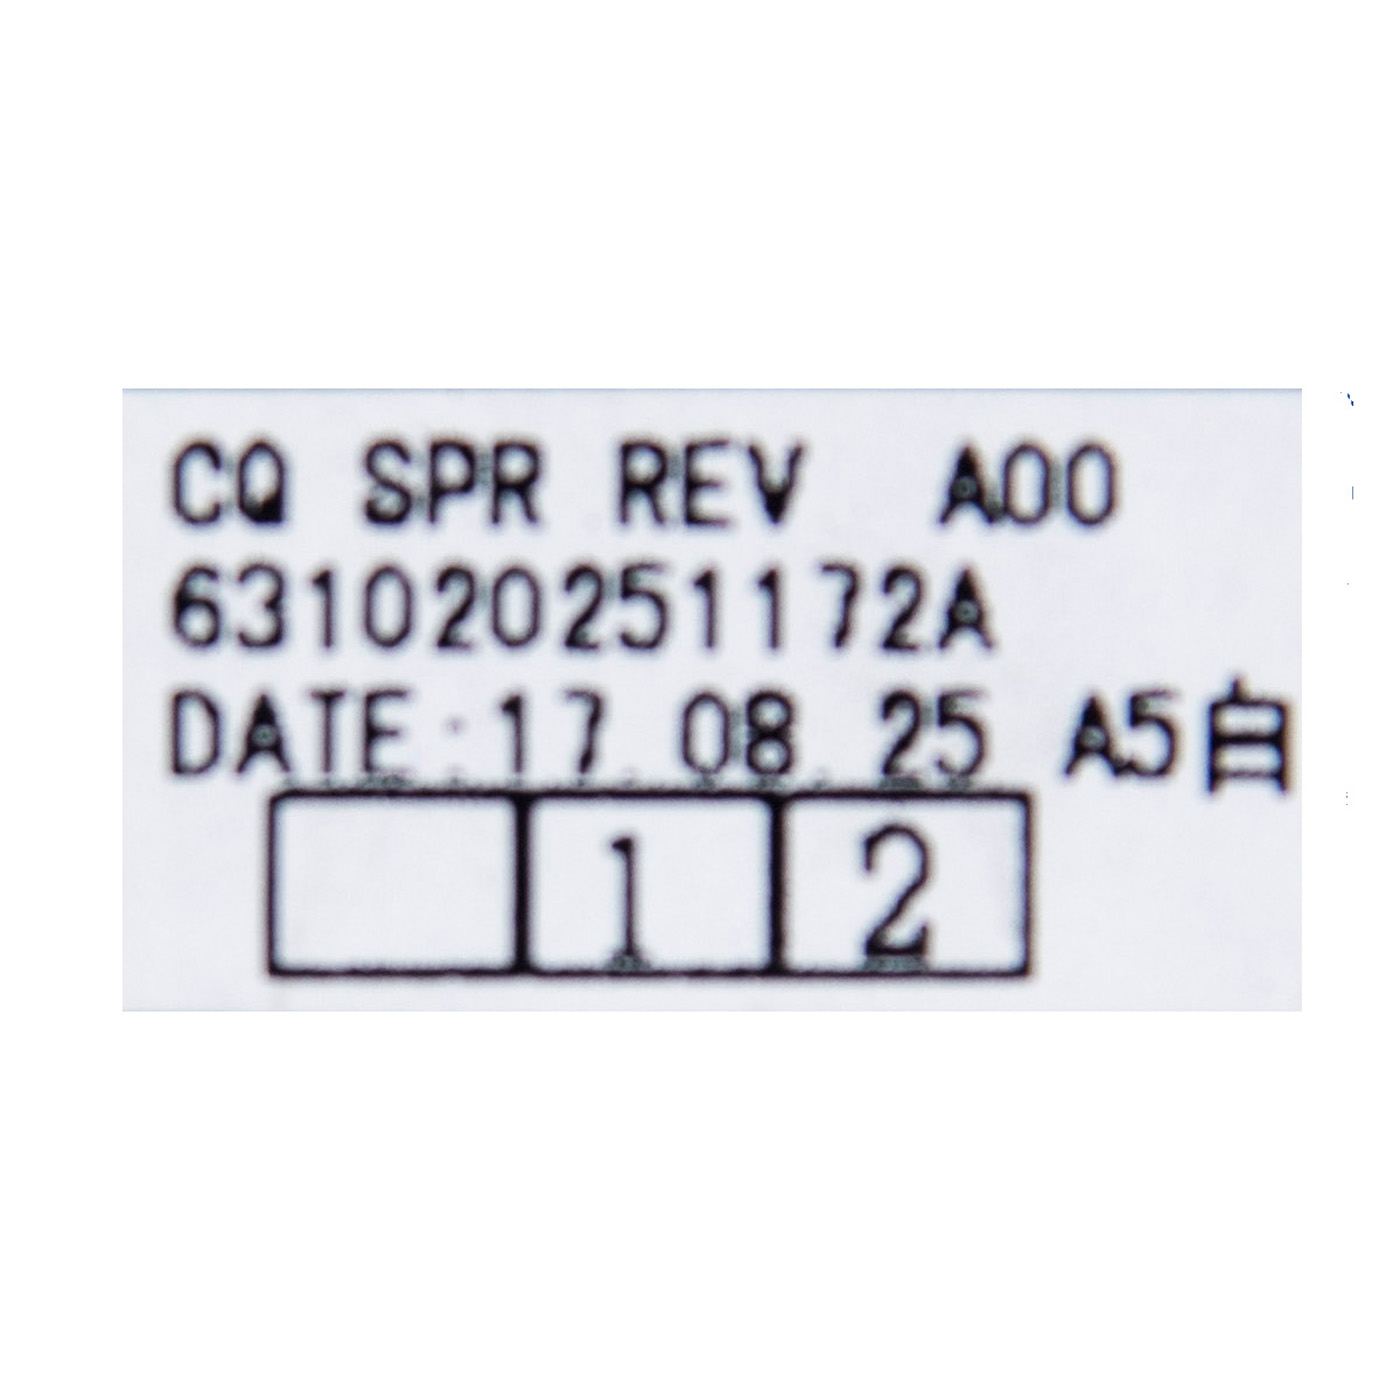 CQ SPR REV A00
631020251172A
DATE:17.08.25 A5白
1 2